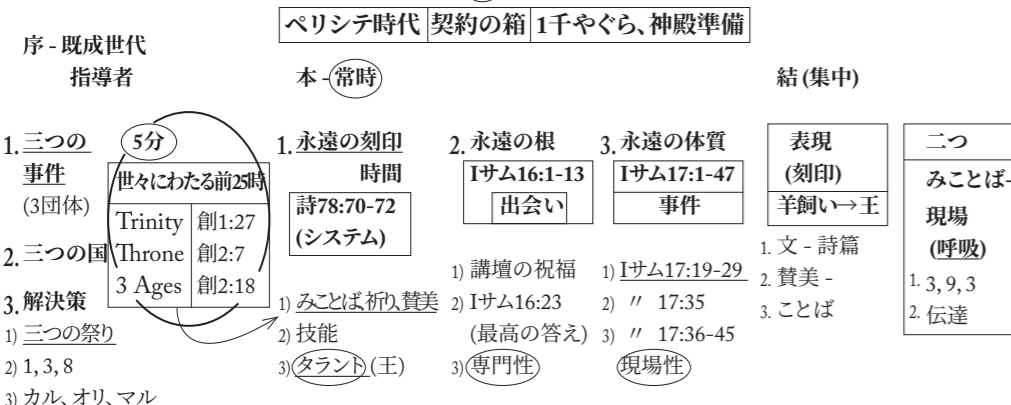 ペリシテ時代 契約の箱 1千やぐら、神殿準備
序 - 既成世代
指導者
本 - 常時
結 (集中)
1. 三つの
事件
(3団体)
2. 三つの国
3. 解決策
1) 三つの祭り
2) 1, 3, 8
3) カル、オリ、マル
5分
世々にわたる前25時
Trinity 創1:27
Throne 創2:7
3 Ages 創2:18
1. 永遠の刻印
時間
詩78:70-72
(システム)
1) みことば、祈り、賛美
2) 技能
3) タラント (王)
2. 永遠の根
Iサム16:1-13
出会い
1) 講壇の祝福
2) Iサム16:23
(最高の答え)
3) 専門性
3. 永遠の体質
Iサム17:1-47
事件
1) Iサム17:19-29
2) 〃 17:35
3) 〃 17:36-45
現場性
表現
(刻印)
羊飼い→王
1. 文 - 詩篇
2. 賛美 -
3. ことば
二つ
みことば-
現場
(呼吸)
1. 3, 9, 3
2. 伝達